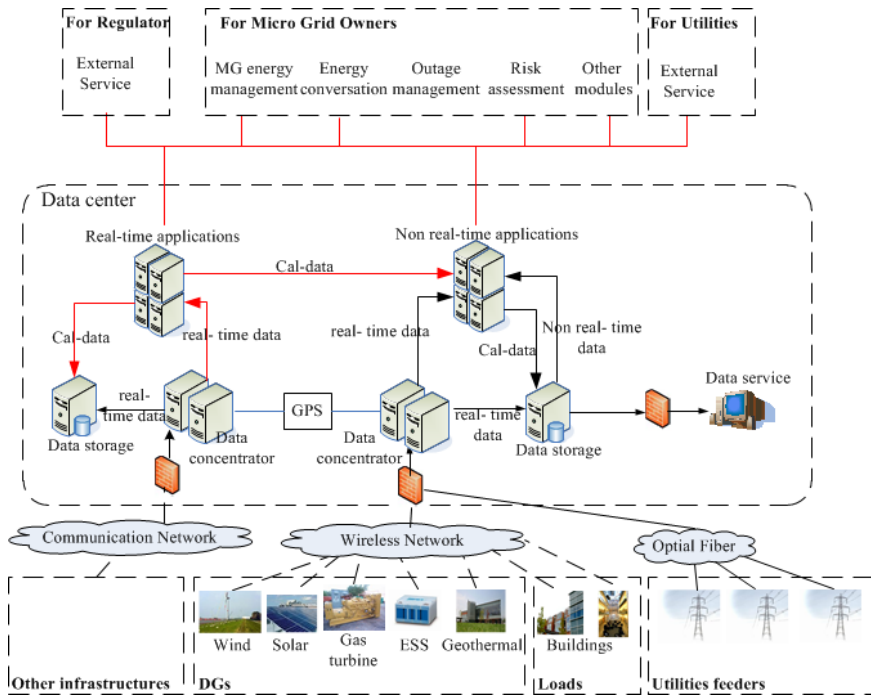 For Regulator
External
Service
For Micro Grid Owners
MG energy
management
Energy
conversation
Outage
management
Risk
assessment
Other
modules
For Utilities
External
Service
Data center
Real-time applications
Non real-time applications
Cal-data
Cal-data
real- time data
real- time data
Cal-data
Non real- time
data
real-
time data
Data storage
Data
concentrator
GPS
Data
concentrator
real- time
data
Data storage
Data service
Communication Network
Wireless Network
Optial Fiber
Wind
Solar
Gas
turbine
ESS
Geothermal
Buildings
Other infrastructures
DGs
Loads
Utilities feeders